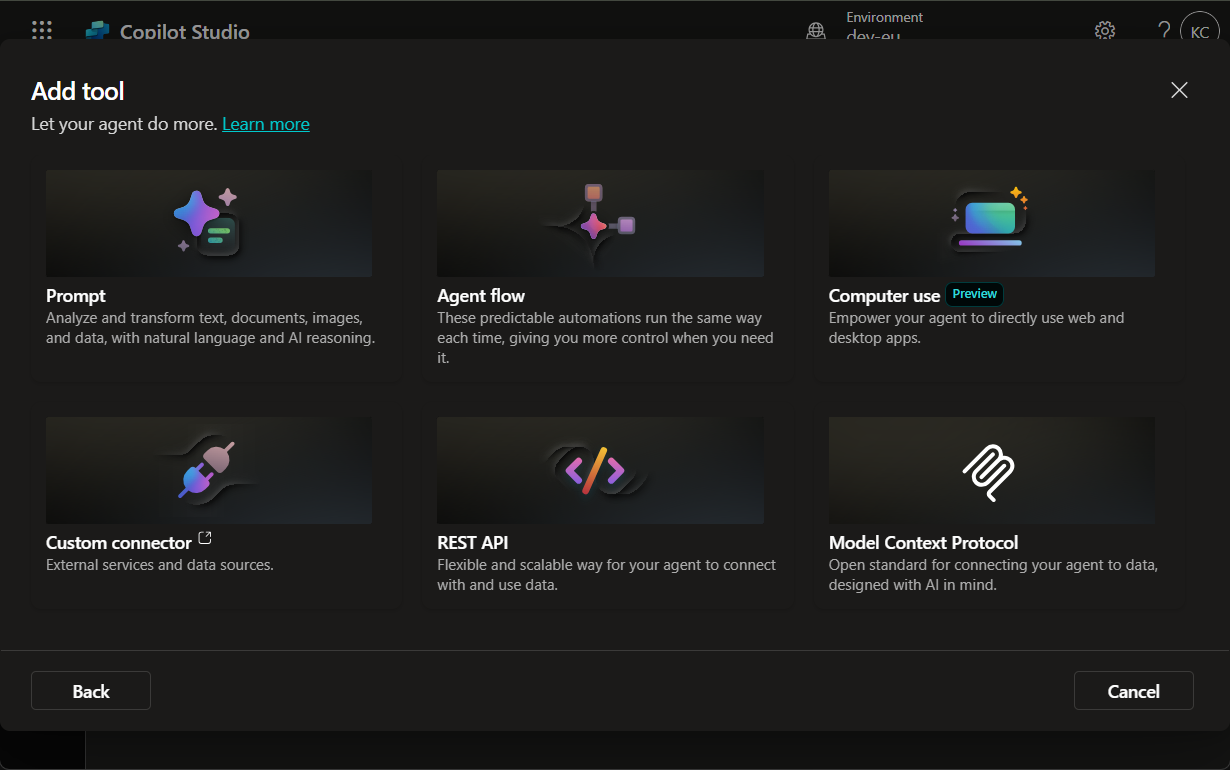 Copilot Studio
Environment
dev-eu
?
KC
Add tool
Let your agent do more. Learn more
Prompt
Analyze and transform text, documents, images,
and data, with natural language and AI reasoning.
Agent flow
These predictable automations run the same way
each time, giving you more control when you need
it.
Computer use Preview
Empower your agent to directly use web and
desktop apps.
Custom connector
External services and data sources.
REST API
Flexible and scalable way for your agent to connect
with and use data.
Model Context Protocol
Open standard for connecting your agent to data,
designed with AI in mind.
Back
Cancel